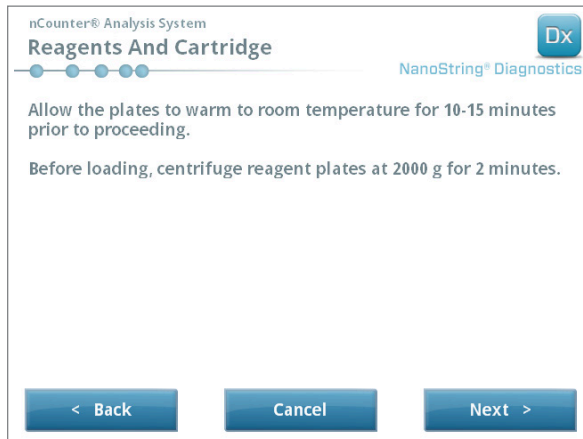 nCounter® Analysis System
Reagents And Cartridge
Dx
NanoString® Diagnostics
Allow the plates to warm to room temperature for 10-15 minutes
prior to proceeding.
Before loading, centrifuge reagent plates at 2000 g for 2 minutes.
< Back
Cancel
Next >